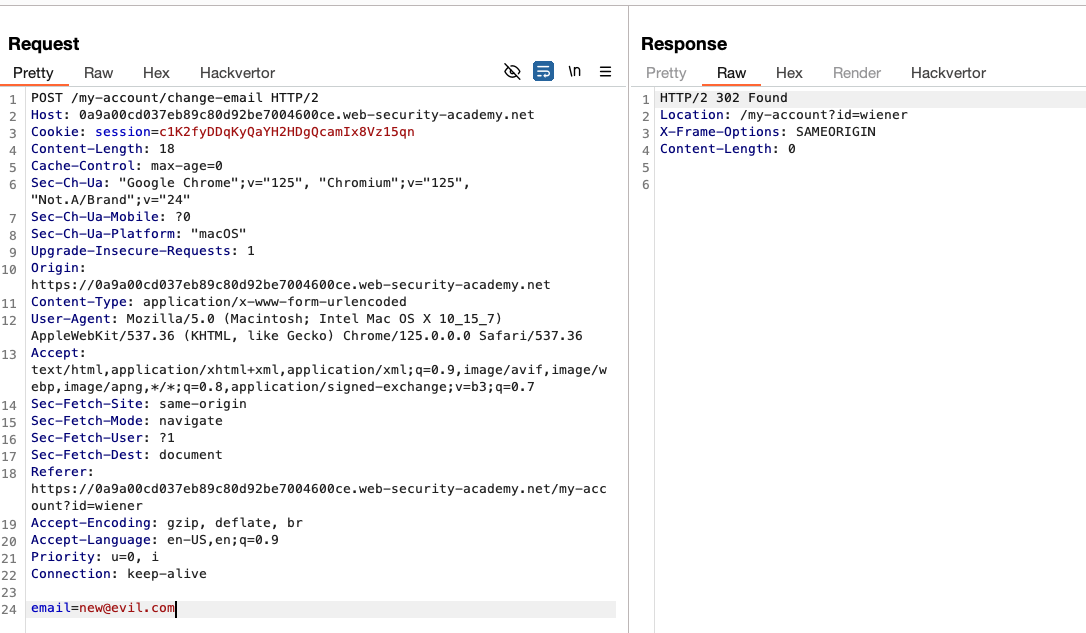 Request
Pretty Raw Hex Hackvertor \n
1 POST /my-account/change-email HTTP/2
2 Host: 0a9a00cd037eb89c80d92be7004600ce.web-security-academy.net
3 Cookie: session=c1K2fyDDqKyQaYH2HDgQcamIx8Vz15qn
4 Content-Length: 18
5 Cache-Control: max-age=0
6 Sec-Ch-Ua: "Google Chrome";v="125", "Chromium";v="125",
"Not.A/Brand";v="24"
7 Sec-Ch-Ua-Mobile: ?0
8 Sec-Ch-Ua-Platform: "macOS"
9 Upgrade-Insecure-Requests: 1
10 Origin:
https://0a9a00cd037eb89c80d92be7004600ce.web-security-academy.net
11 Content-Type: application/x-www-form-urlencoded
12 User-Agent: Mozilla/5.0 (Macintosh; Intel Mac OS X 10_15_7)
AppleWebKit/537.36 (KHTML, like Gecko) Chrome/125.0.0.0 Safari/537.36
13 Accept:
text/html,application/xhtml+xml,application/xml;q=0.9,image/avif,image/w
ebp,image/apng,*/*;q=0.8,application/signed-exchange;v=b3;q=0.7
14 Sec-Fetch-Site: same-origin
15 Sec-Fetch-Mode: navigate
16 Sec-Fetch-User: ?1
17 Sec-Fetch-Dest: document
18 Referer:
https://0a9a00cd037eb89c80d92be7004600ce.web-security-academy.net/my-acc
ount?id=wiener
19 Accept-Encoding: gzip, deflate, br
20 Accept-Language: en-US,en;q=0.9
21 Priority: u=0, i
22 Connection: keep-alive
23
24 email=new@evil.com
Response
Pretty Raw Hex Render Hackvertor
1 HTTP/2 302 Found
2 Location: /my-account?id=wiener
3 X-Frame-Options: SAMEORIGIN
4 Content-Length: 0
5
6